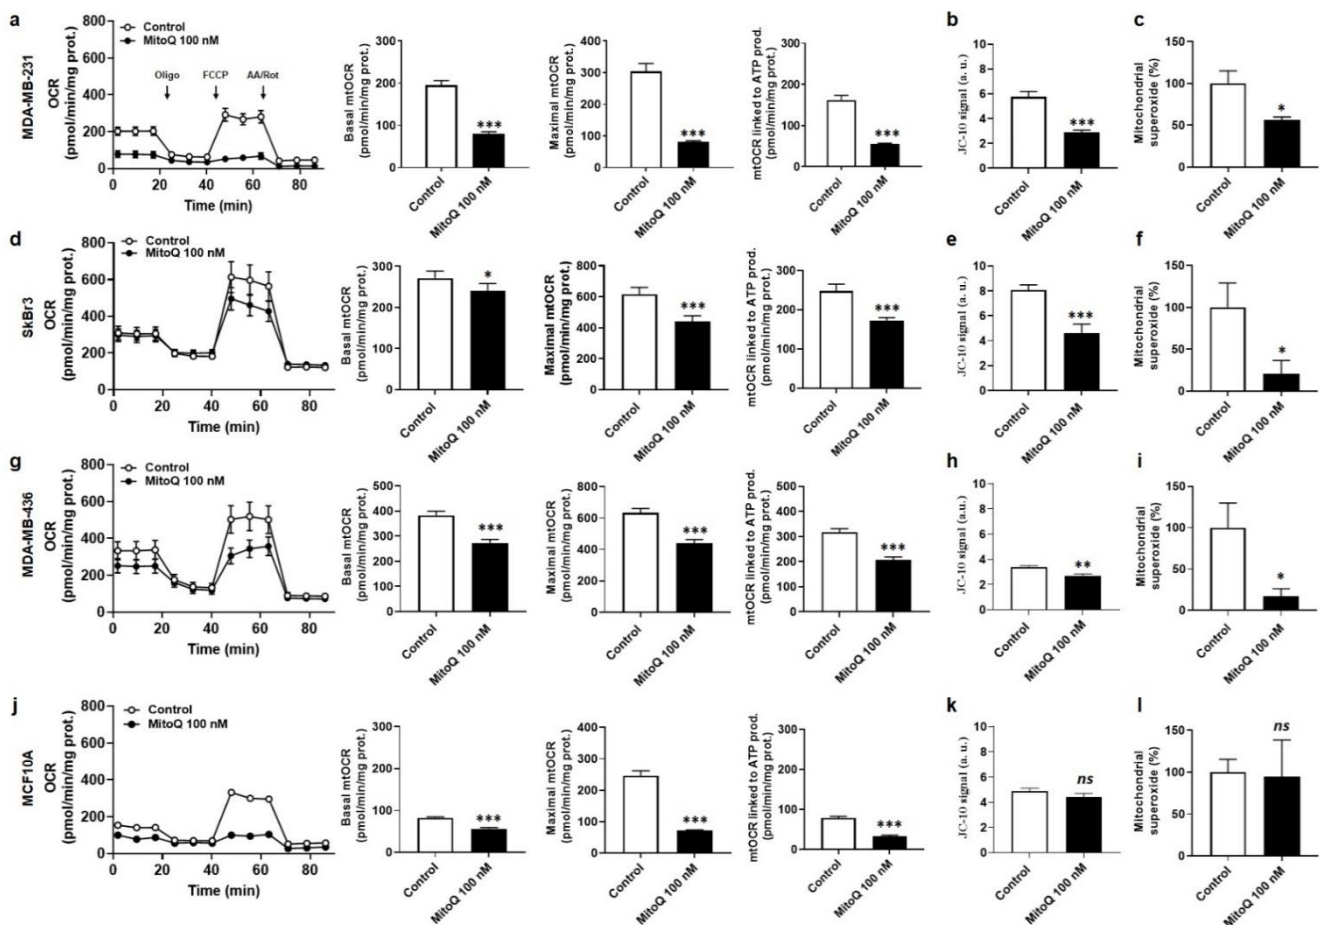 a
MDA-MB-231
OCR
(pmol/min/mg prot.)
800
600
400
200
0
Control
MitoQ 100 nM
Oligo
FCCP
AA/Rot
0 20 40 60 80
Time (min)
Basal mtOCR
(pmol/min/mg prot.)
300
200
100
0
***
Control
MitoQ 100 nM
Maximal mtOCR
(pmol/min/mg prot.)
400
300
200
100
0
***
Control
MitoQ 100 nM
mtOCR linked to ATP prod.
(pmol/min/mg prot.)
300
200
100
0
***
Control
MitoQ 100 nM
b
JC-10 signal (a. u.)
10
8
6
4
2
0
***
Control
MitoQ 100 nM
c
Mitochondrial
superoxide (%)
150
100
50
0
*
Control
MitoQ 100 nM
d
SkBr3
OCR
(pmol/min/mg prot.)
800
600
400
200
0
Control
MitoQ 100 nM
0 20 40 60 80
Time (min)
Basal mtOCR
(pmol/min/mg prot.)
300
200
100
0
*
Control
MitoQ 100 nM
Maximal mtOCR
(pmol/min/mg prot.)
800
600
400
200
0
***
Control
MitoQ 100 nM
mtOCR linked to ATP prod.
(pmol/min/mg prot.)
300
200
100
0
***
Control
MitoQ 100 nM
e
JC-10 signal (a. u.)
10
8
6
4
2
0
***
Control
MitoQ 100 nM
f
Mitochondrial
superoxide (%)
150
100
50
0
*
Control
MitoQ 100 nM
g
MDA-MB-436
OCR
(pmol/min/mg prot.)
800
600
400
200
0
Control
MitoQ 100 nM
0 20 40 60 80
Time (min)
Basal mtOCR
(pmol/min/mg prot.)
500
400
300
200
100
0
***
Control
MitoQ 100 nM
Maximal mtOCR
(pmol/min/mg prot.)
800
600
400
200
0
***
Control
MitoQ 100 nM
mtOCR linked to ATP prod.
(pmol/min/mg prot.)
500
400
300
200
100
0
***
Control
MitoQ 100 nM
h
JC-10 signal (a.u.)
10
8
6
4
2
0
**
Control
MitoQ 100 nM
i
Mitochondrial
superoxide (%)
150
100
50
0
*
Control
MitoQ 100 nM
j
MCF10A
OCR
(pmol/min/mg prot.)
800
600
400
200
0
Control
MitoQ 100 nM
0 20 40 60 80
Time (min)
Basal mtOCR
(pmol/min/mg prot.)
300
200
100
0
***
Control
MitoQ 100 nM
Maximal mtOCR
(pmol/min/mg prot.)
400
300
200
100
0
***
Control
MitoQ 100 nM
mtOCR linked to ATP prod.
(pmol/min/mg prot.)
300
200
100
0
***
Control
MitoQ 100 nM
k
JC-10 signal (a. u.)
10
8
6
4
2
0
ns
Control
MitoQ 100 nM
l
Mitochondrial
superoxide (%)
150
100
50
0
ns
Control
MitoQ 100 nM